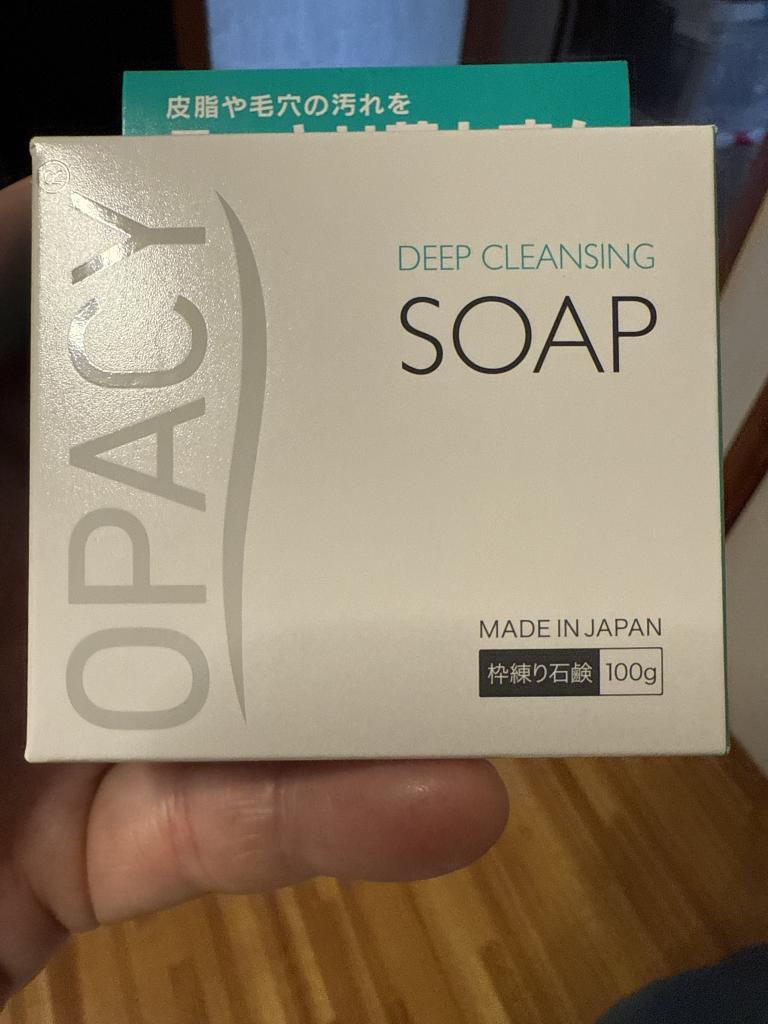 皮脂や毛穴の汚れを
OPACY®
DEEP CLEANSING
SOAP
MADE IN JAPAN
枠練り石鹸 100g